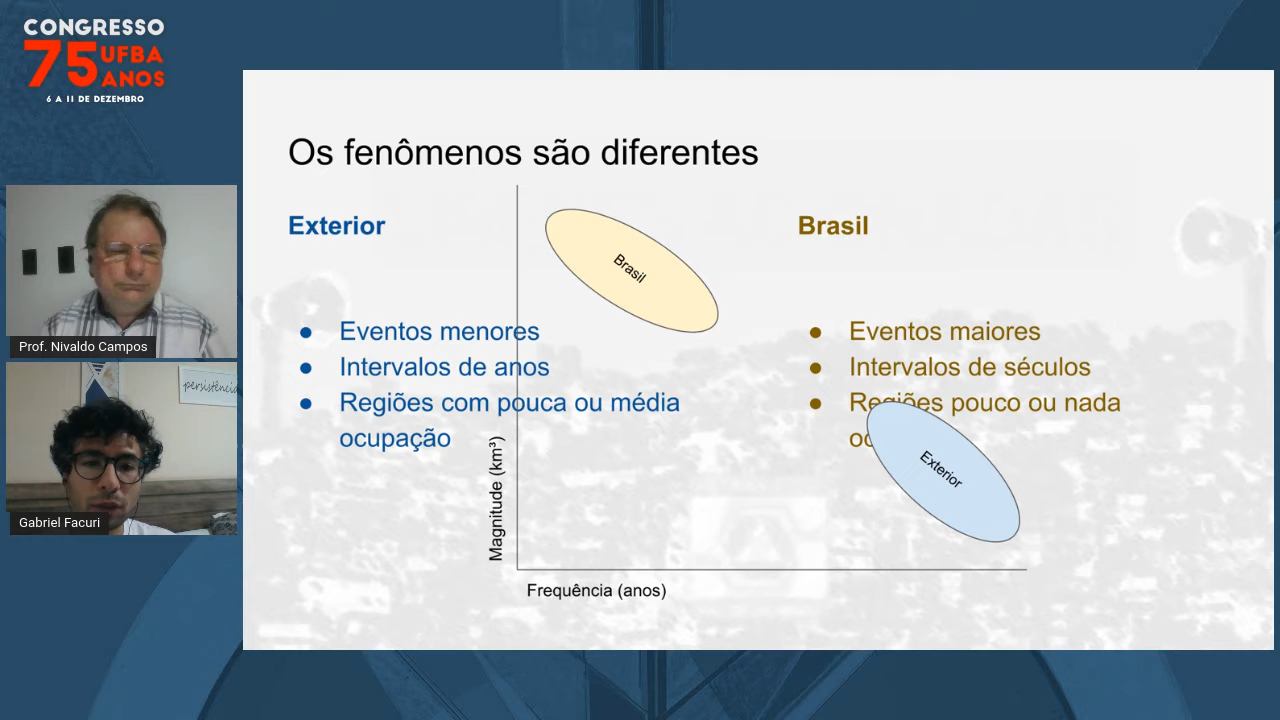 CONGRESSO
75 UFBA
ANOS
6 A 11 DE DEZEMBRO
Prof. Nivaldo Campos
persistência
Gabriel Facuri
Os fenômenos são diferentes
Exterior
● Eventos menores
● Intervalos de anos
● Regiões com pouca ou média
ocupação
Brasil
● Eventos maiores
● Intervalos de séculos
● Regiões pouco ou nada
oc
Brasil
Exterior
Magnitude (km³)
Frequência (anos)